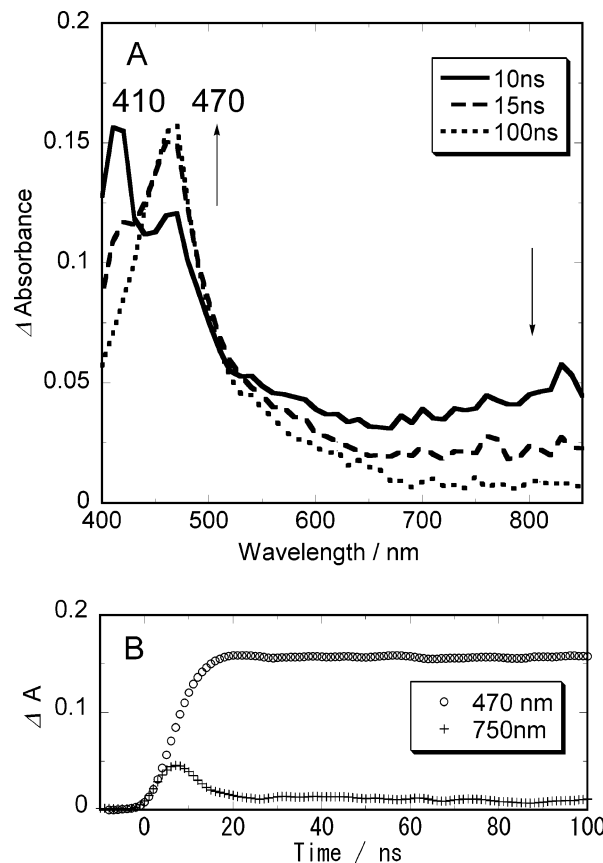 0.2
A
410 470
10ns
15ns
100ns
0.15
0.1
0.05
0
Δ Absorbance
400 500 600 700 800
Wavelength / nm
0.2
B
0.1
0
Δ A
470 nm
750nm
0 20 40 60 80 100
Time / ns